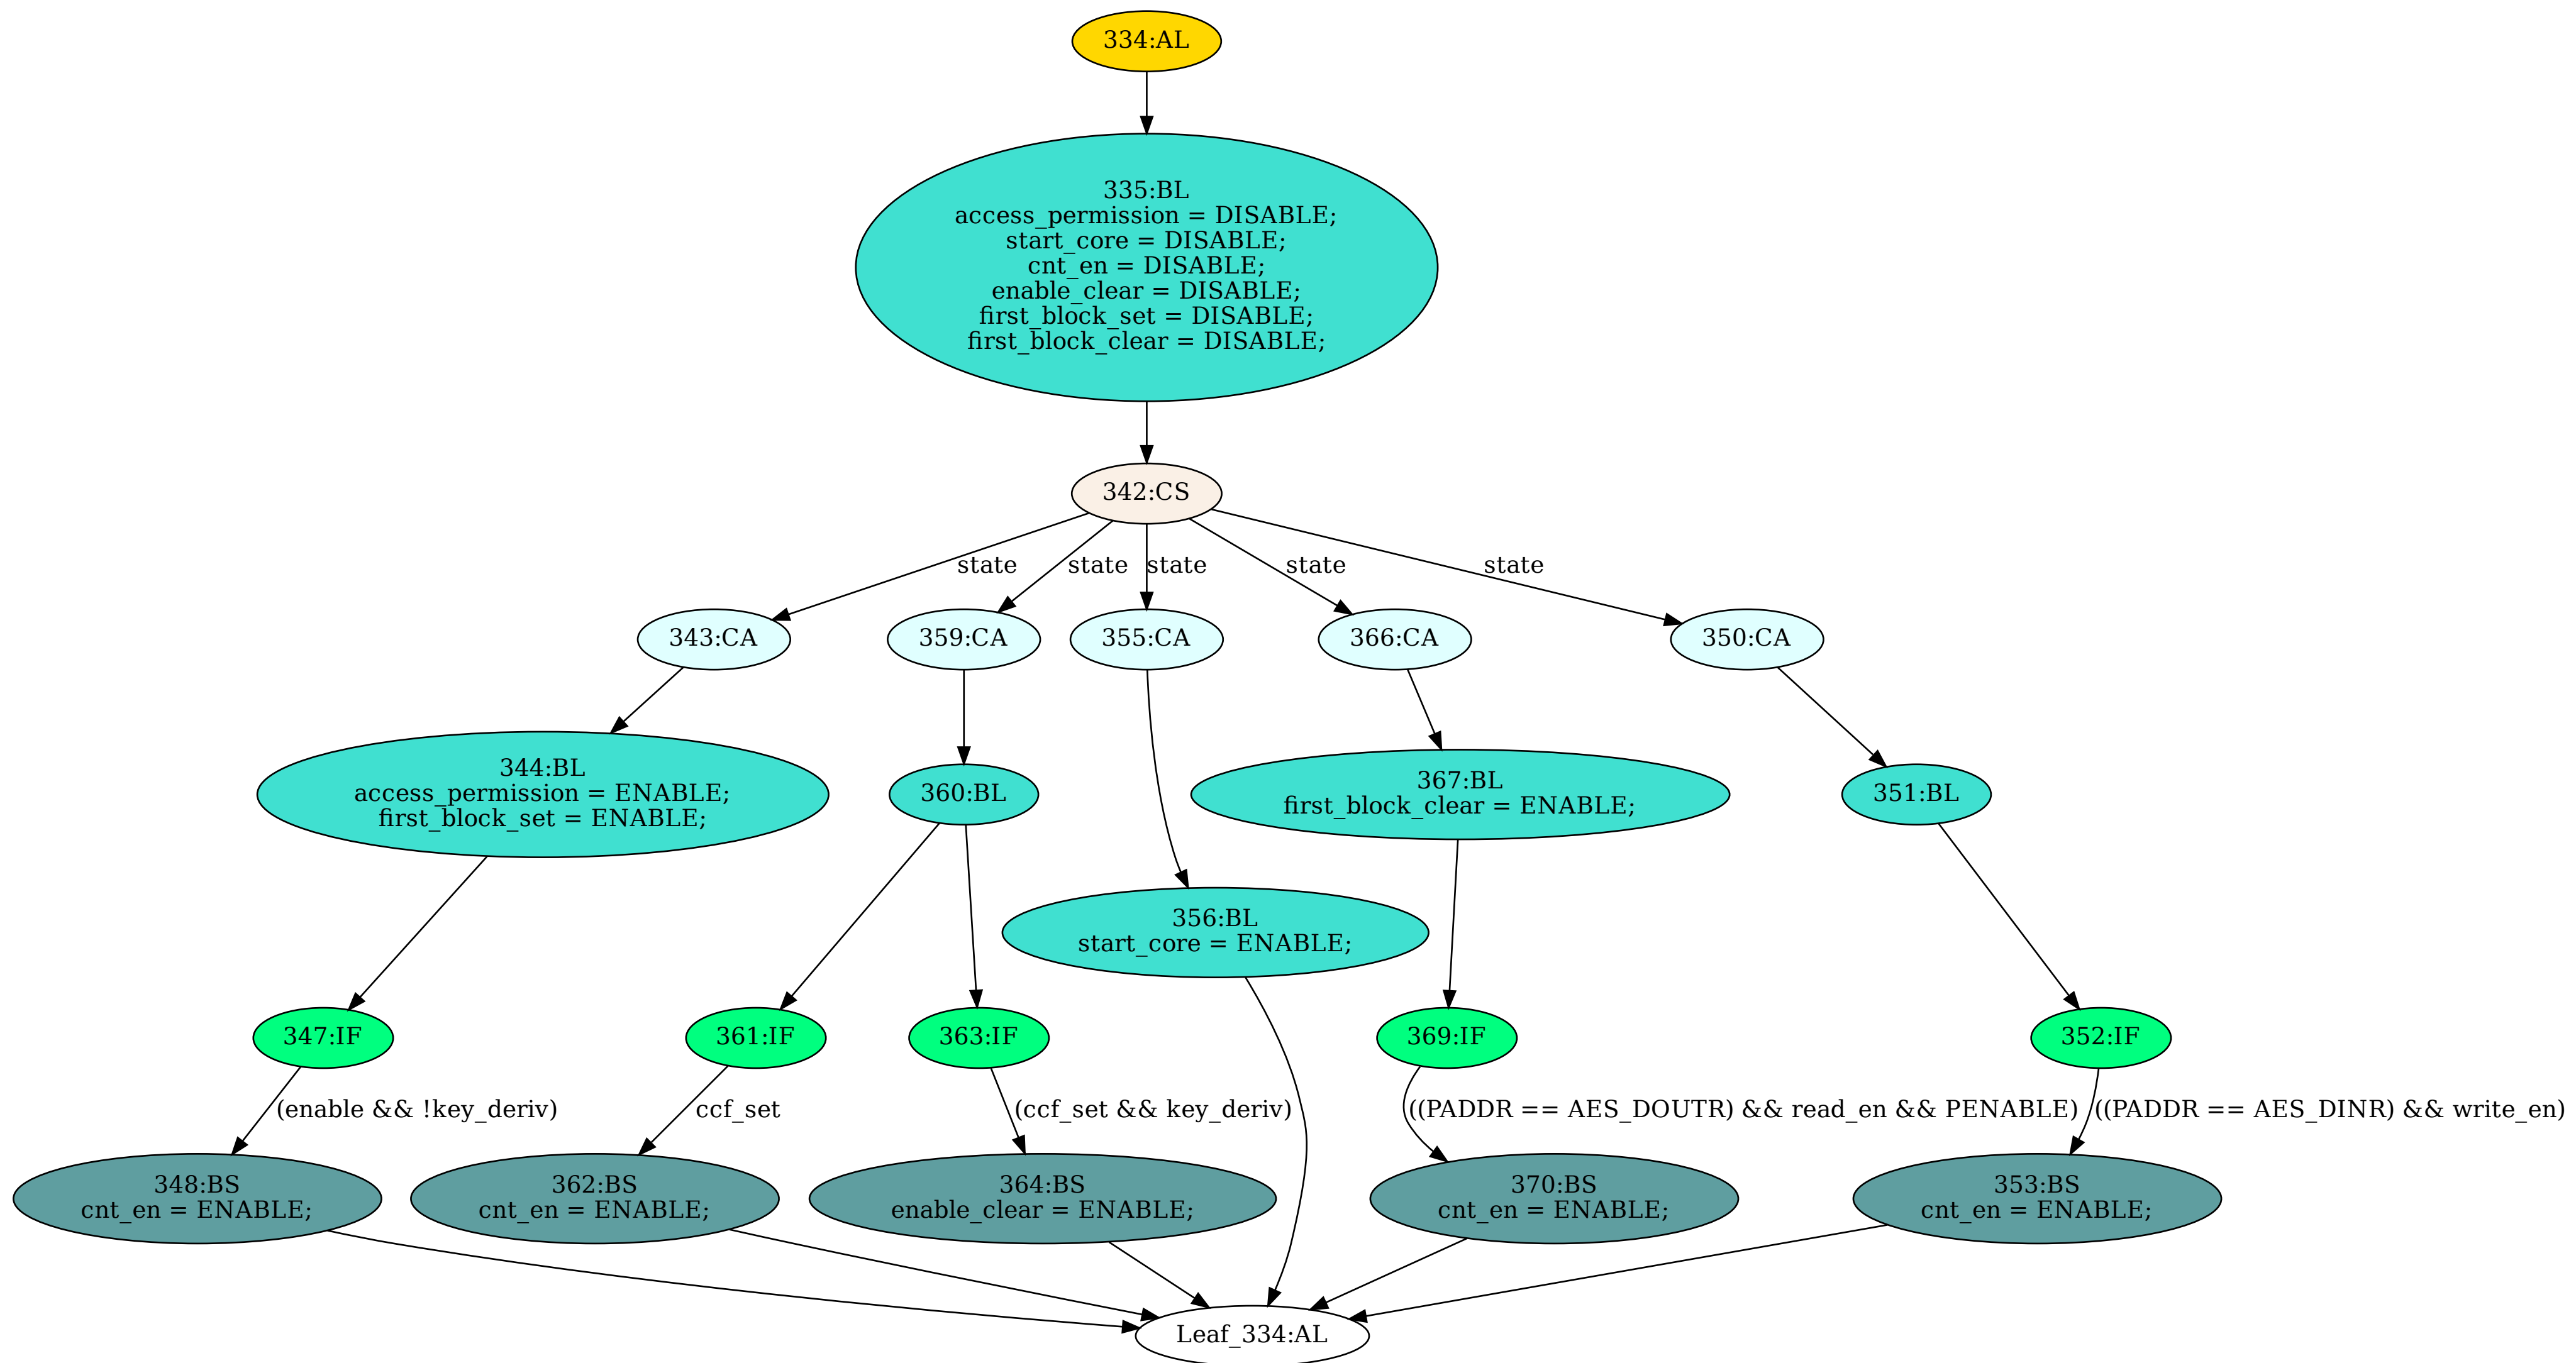 334:AL
335:BL
access_permission = DISABLE;
start_core = DISABLE;
cnt_en = DISABLE;
enable_clear = DISABLE;
first_block_set = DISABLE;
first_block_clear = DISABLE;
342:CS
state
state
state
state
state
343:CA
359:CA
355:CA
366:CA
350:CA
344:BL
access_permission = ENABLE;
first_block_set = ENABLE;
360:BL
367:BL
first_block_clear = ENABLE;
351:BL
356:BL
start_core = ENABLE;
347:IF
361:IF
363:IF
369:IF
352:IF
(enable && !key_deriv)
ccf_set
(ccf_set && key_deriv)
((PADDR == AES_DOUTR) && read_en && PENABLE)
((PADDR == AES_DINR) && write_en)
348:BS
cnt_en = ENABLE;
362:BS
cnt_en = ENABLE;
364:BS
enable_clear = ENABLE;
370:BS
cnt_en = ENABLE;
353:BS
cnt_en = ENABLE;
Leaf_334:AL